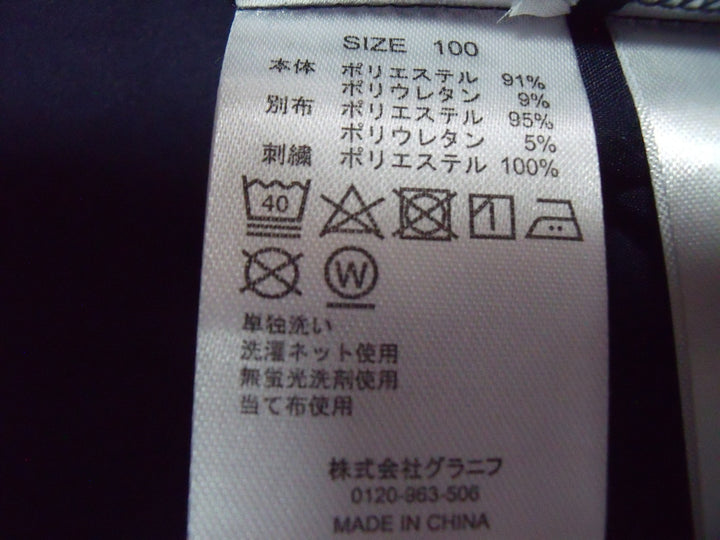 SIZE 100
本体 ポリエステル 91%
ポリウレタン 9%
別布 ポリエステル 95%
ポリウレタン 5%
刺繍 ポリエステル 100%
40
W
単独洗い
洗濯ネット使用
無蛍光洗剤使用
当て布使用
株式会社グラニフ
0120-963-506
MADE IN CHINA